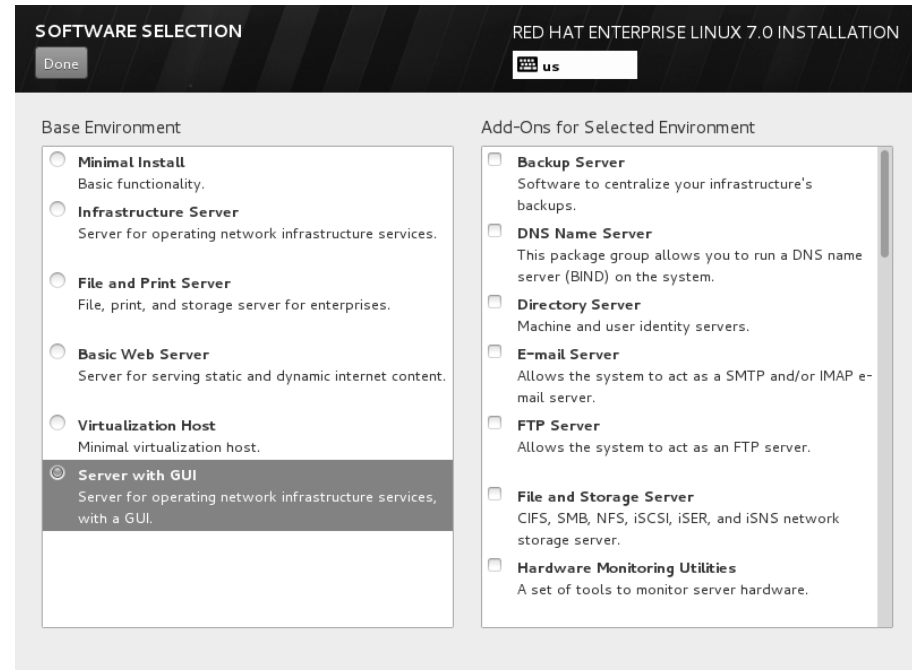 SOFTWARE SELECTION
Done
RED HAT ENTERPRISE LINUX 7.0 INSTALLATION
us
Base Environment
Minimal Install
Basic functionality.
Infrastructure Server
Server for operating network infrastructure services.
File and Print Server
File, print, and storage server for enterprises.
Basic Web Server
Server for serving static and dynamic internet content.
Virtualization Host
Minimal virtualization host.
Server with GUI
Server for operating network infrastructure services,
with a GUI.
Add-Ons for Selected Environment
Backup Server
Software to centralize your infrastructure's
backups.
DNS Name Server
This package group allows you to run a DNS name
server (BIND) on the system.
Directory Server
Machine and user identity servers.
E-mail Server
Allows the system to act as a SMTP and/or IMAP e-
mail server.
FTP Server
Allows the system to act as an FTP server.
File and Storage Server
CIFS, SMB, NFS, iSCSI, iSER, and iSNS network
storage server.
Hardware Monitoring Utilities
A set of tools to monitor server hardware.